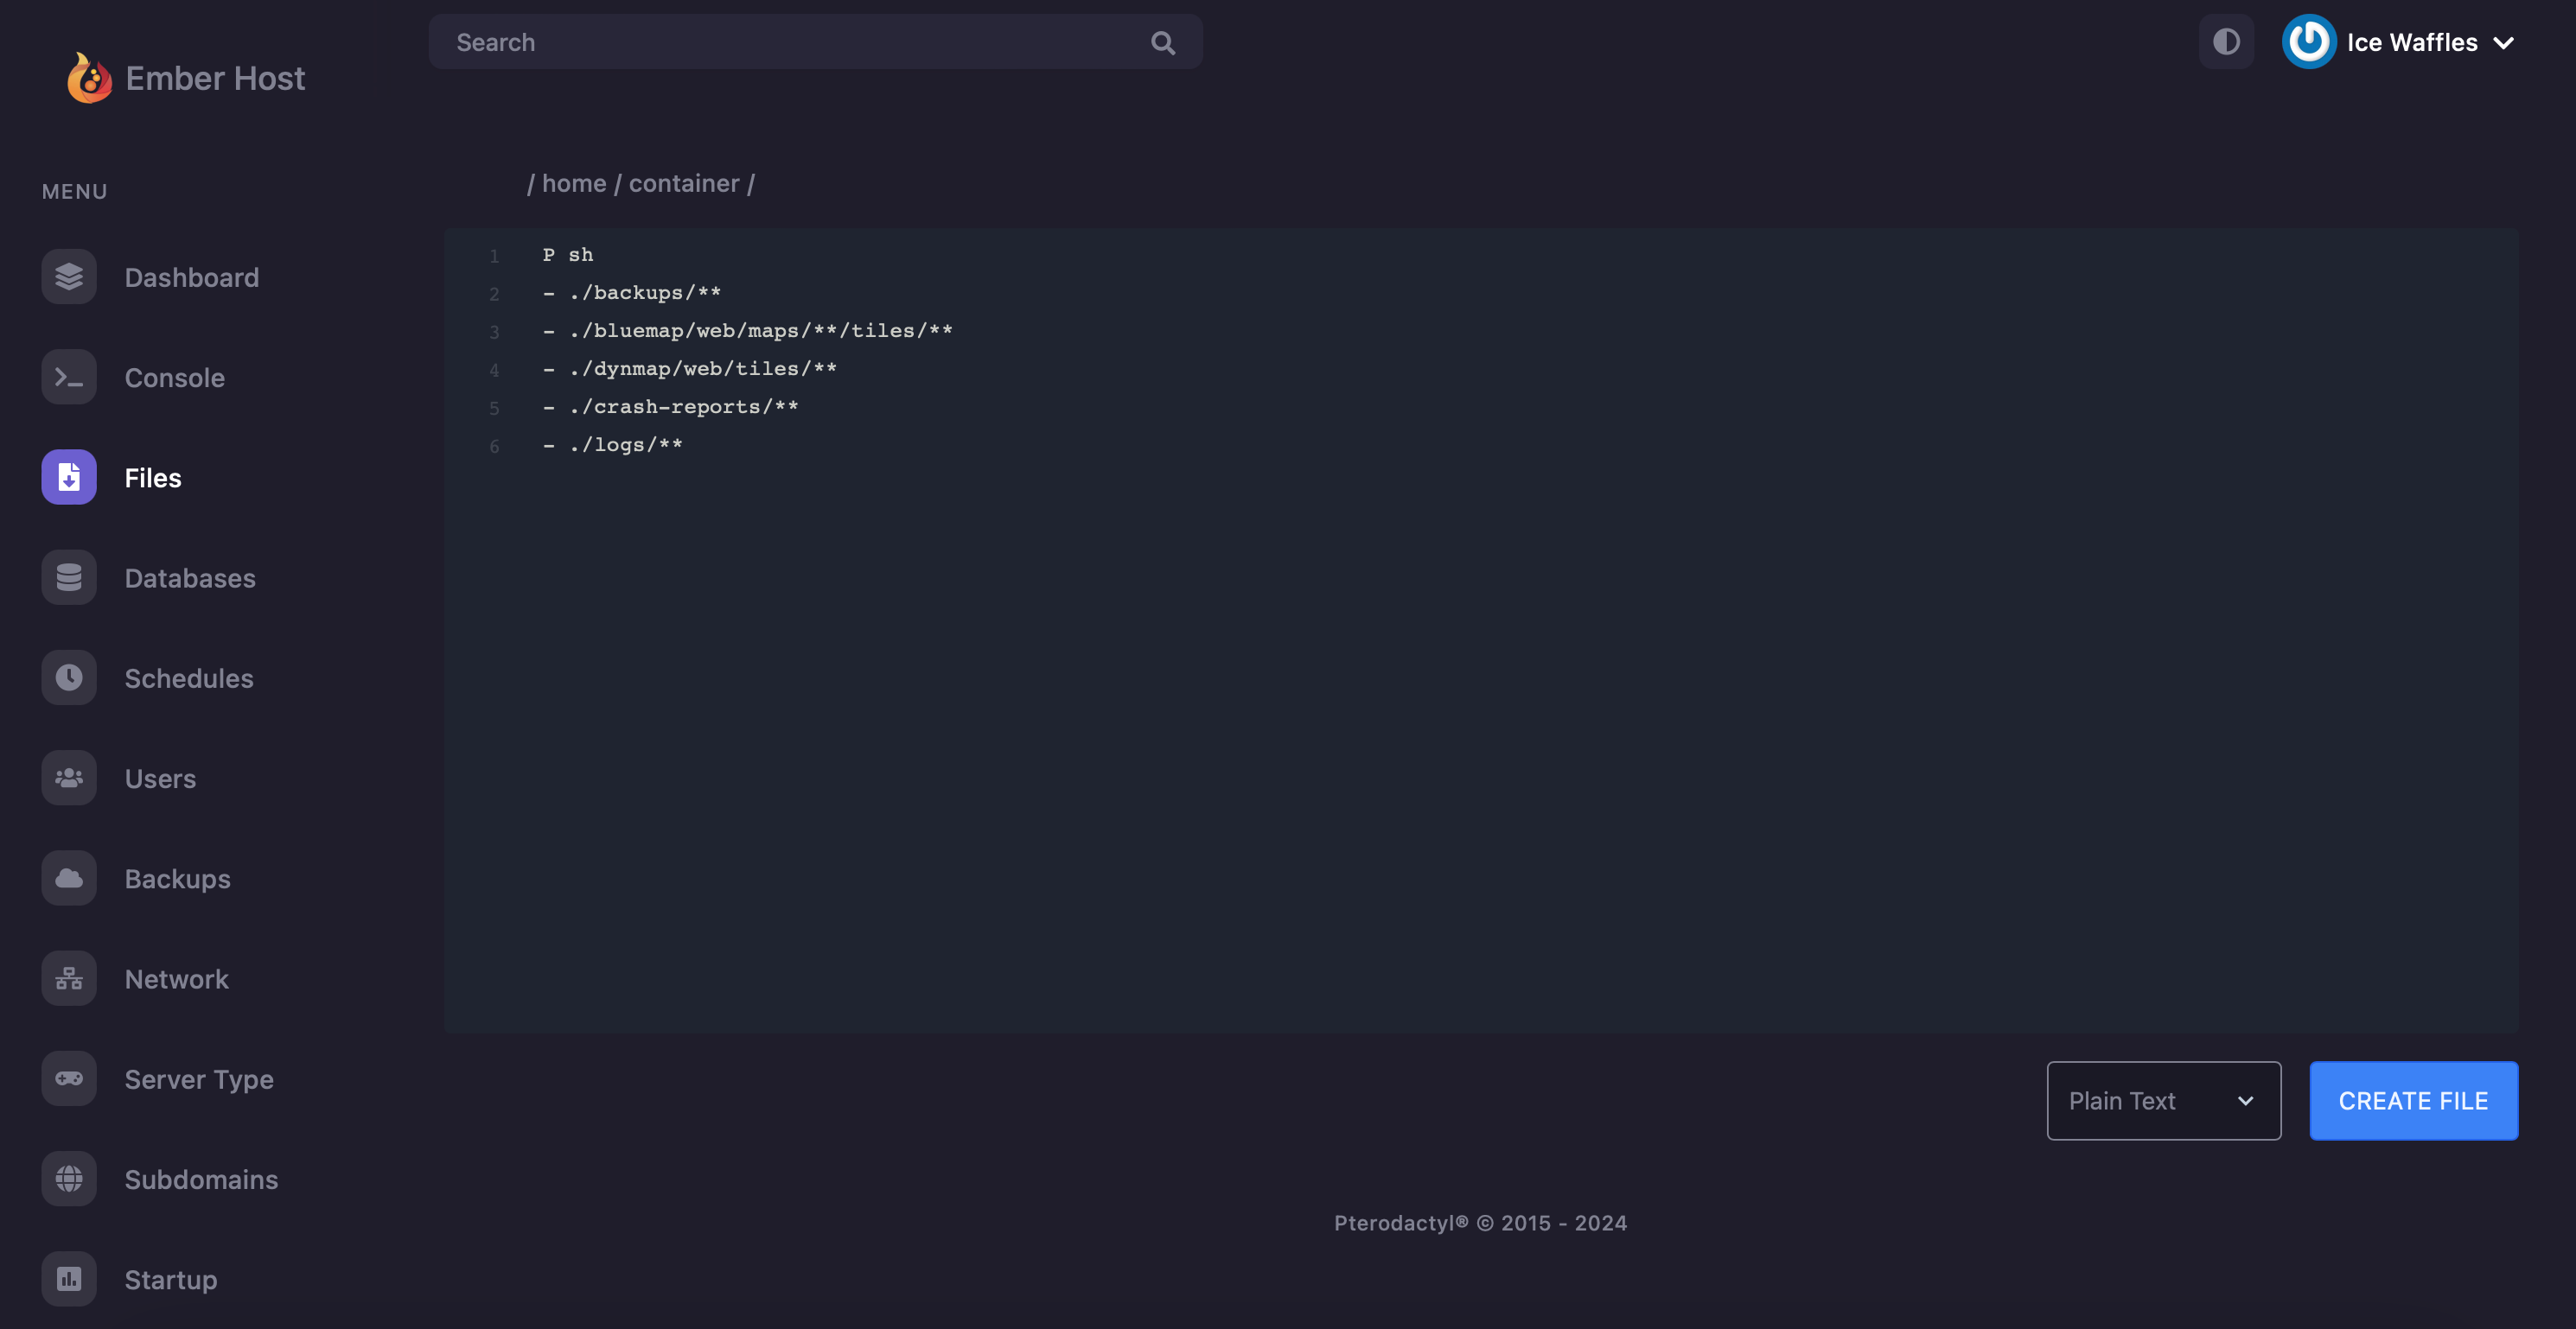 Search
Ice Waffles
Ember Host
MENU
Dashboard
Console
Files
Databases
Schedules
Users
Backups
Network
Server Type
Subdomains
Startup
/ home / container /
1 P sh
2 - ./backups/**
3 - ./bluemap/web/maps/**/tiles/**
4 - ./dynmap/web/tiles/**
5 - ./crash-reports/**
6 - ./logs/**
Plain Text
CREATE FILE
Pterodactyl® © 2015 - 2024